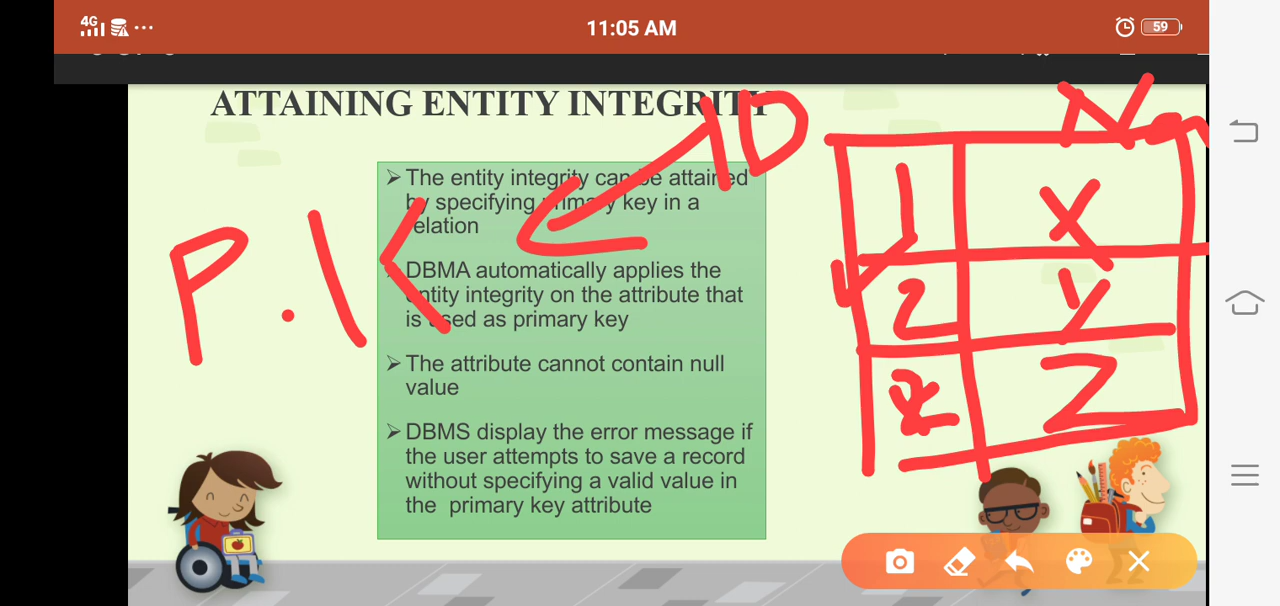 4G 11:05 AM 59
ATTAINING ENTITY INTEGRITY
ID
➢ The entity integrity can be attained
by specifying primary key in a
relation
➢ DBMA automatically applies the
entity integrity on the attribute that
is used as primary key
➢ The attribute cannot contain null
value
➢ DBMS display the error message if
the user attempts to save a record
without specifying a valid value in
the primary key attribute
P.K
1 X
2 Y
Z